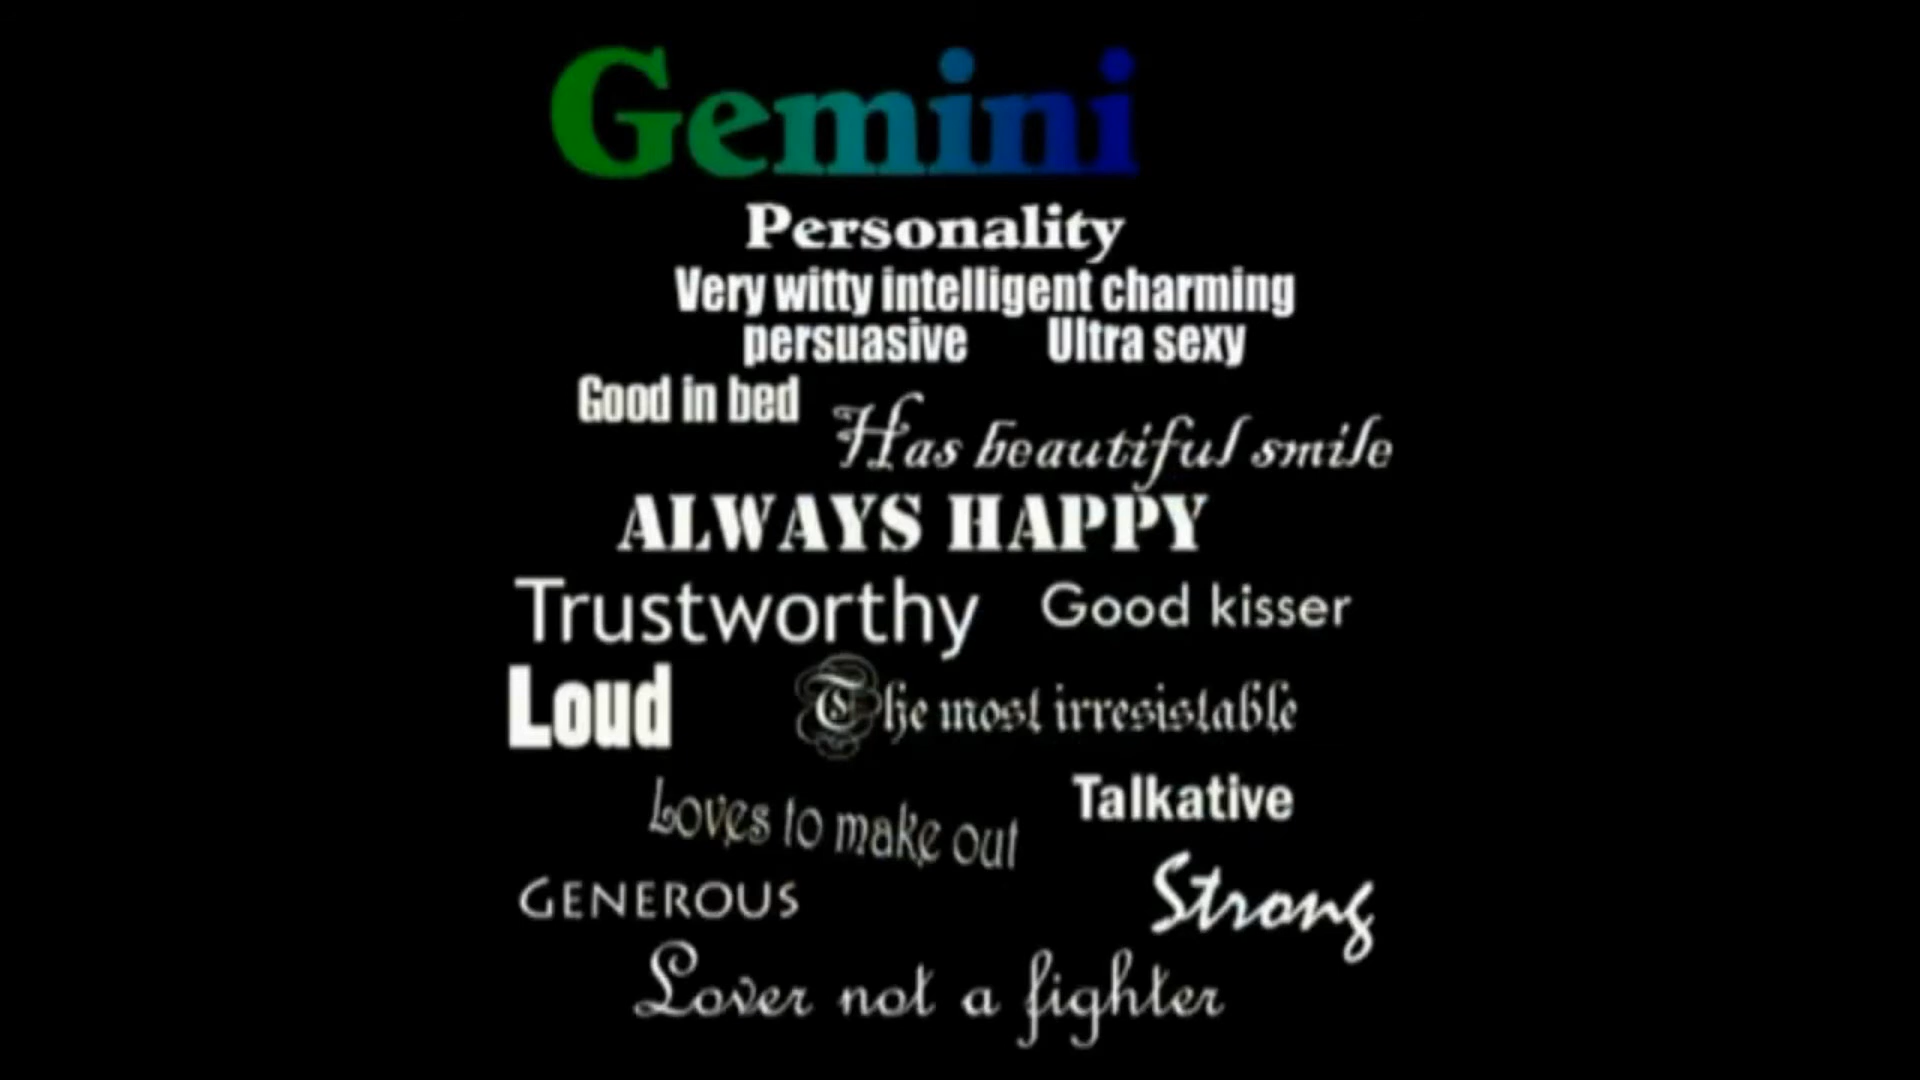 Gemini
Personality
Very witty intelligent charming
persuasive Ultra sexy
Good in bed
Has beautiful smile
ALWAYS HAPPY
Trustworthy Good kisser
Loud The most irresistable
Loves to make out Talkative
GENEROUS Strong
Lover not a fighter